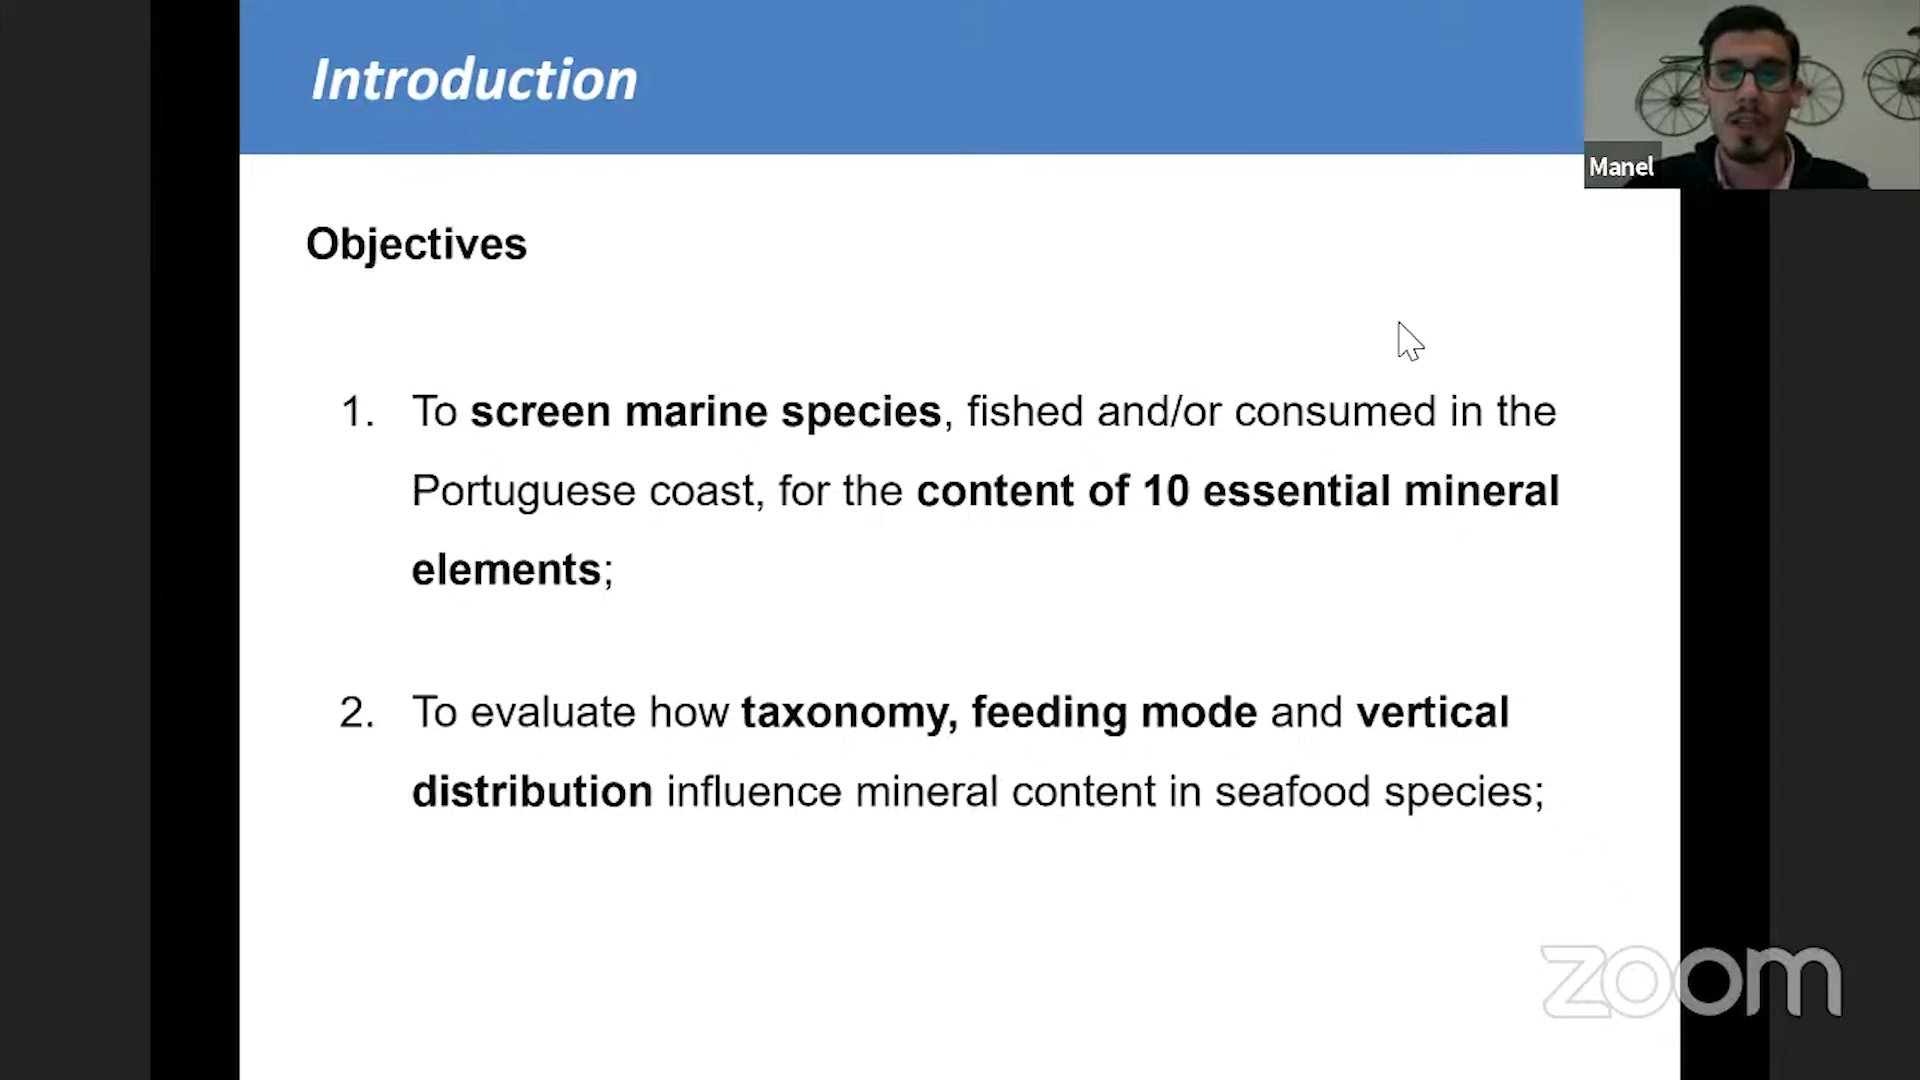 Introduction
Manel
Objectives
1. To screen marine species, fished and/or consumed in the
Portuguese coast, for the content of 10 essential mineral
elements;
2. To evaluate how taxonomy, feeding mode and vertical
distribution influence mineral content in seafood species;
zoom